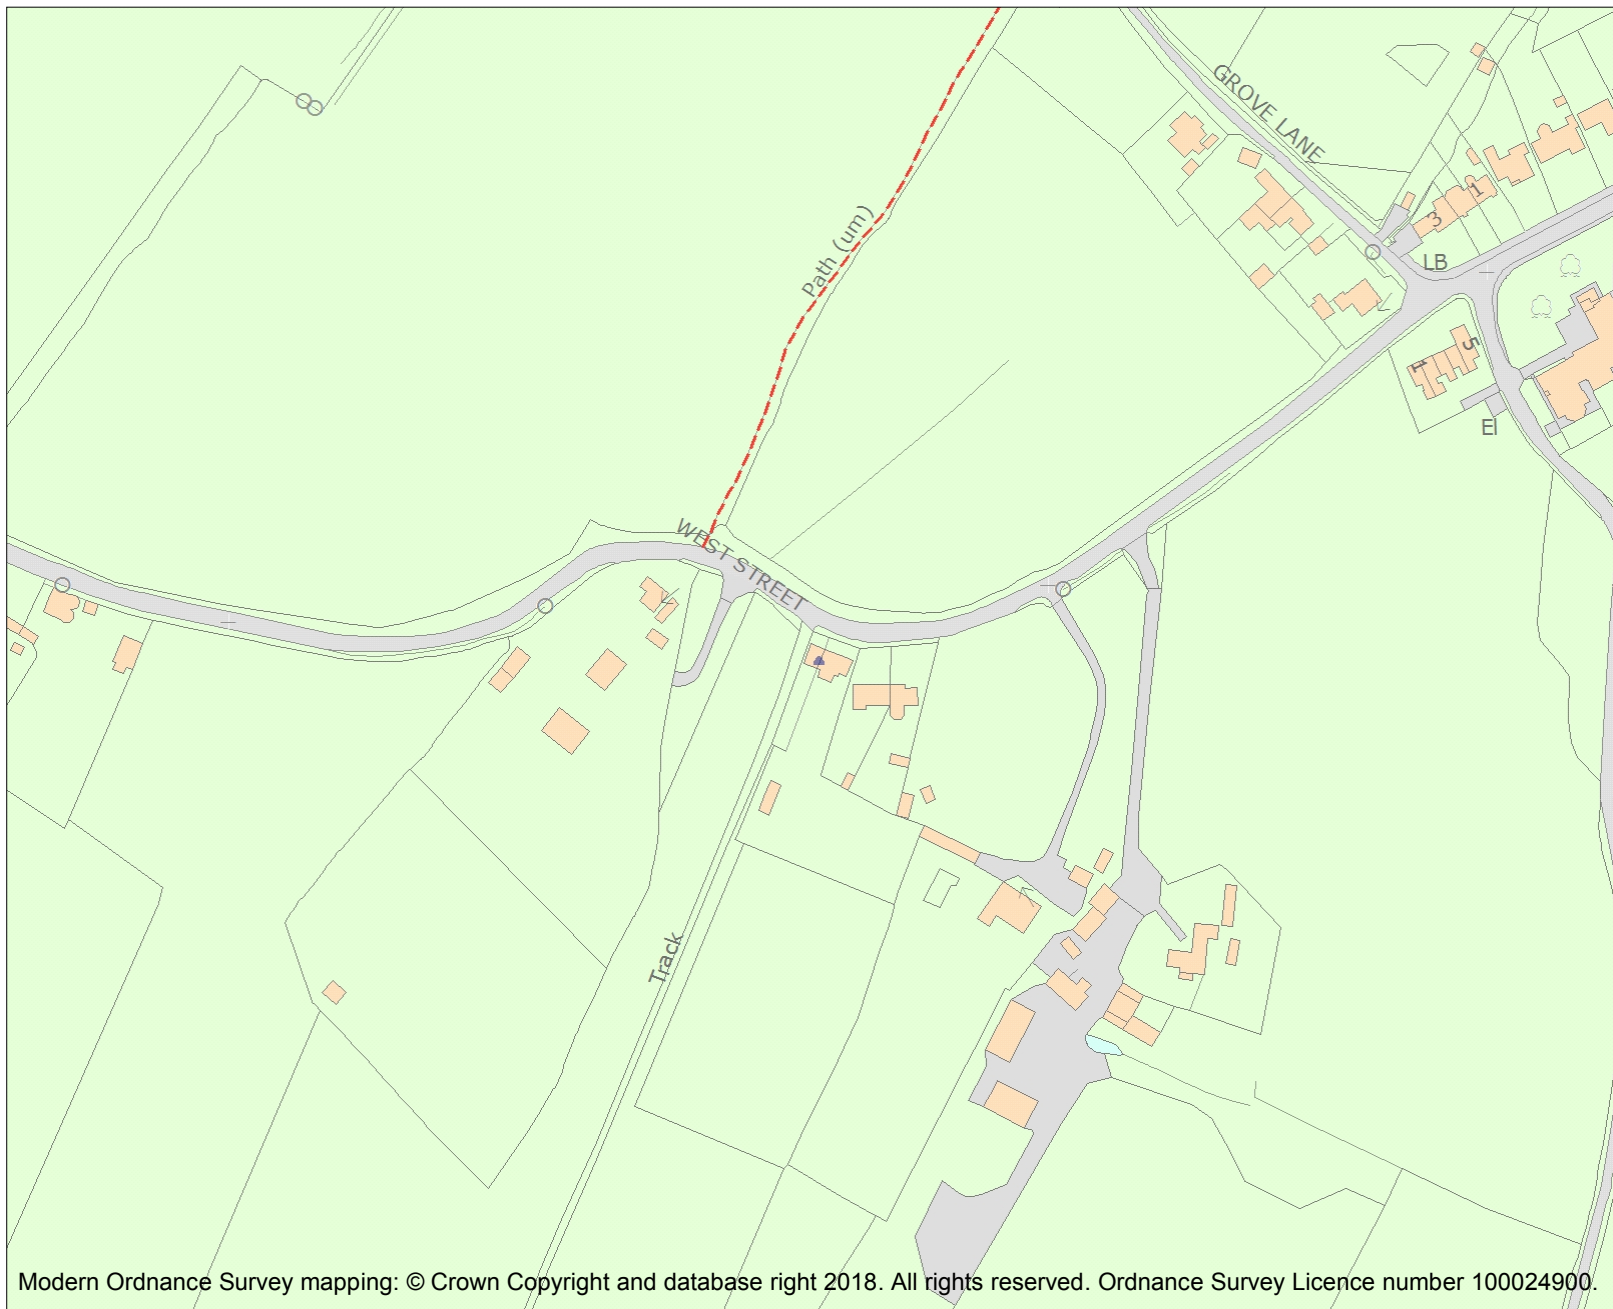 GROVE LANE
1
3
Path (um)
LB
5
1
El
WEST STREET
Track
Modern Ordnance Survey mapping: © Crown Copyright and database right 2018. All rights reserved. Ordnance Survey Licence number 100024900.